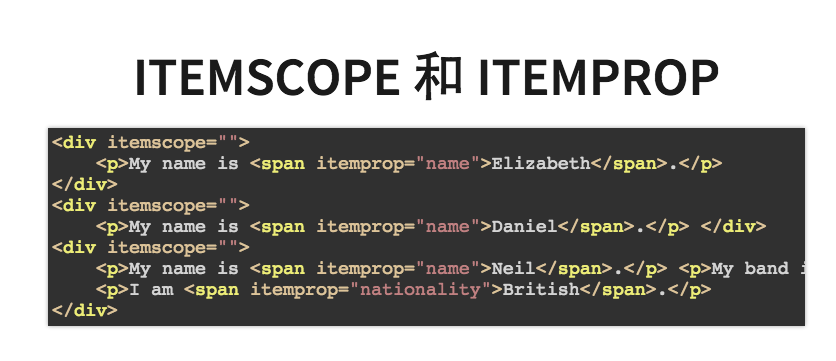 ITEMSCOPE 和 ITEMPROP
<div itemscope="">
    <p>My name is <span itemprop="name">Elizabeth</span>.</p>
</div>
<div itemscope="">
    <p>My name is <span itemprop="name">Daniel</span>.</p> </div>
<div itemscope="">
    <p>My name is <span itemprop="name">Neil</span>.</p> <p>My band
    <p>I am <span itemprop="nationality">British</span>.</p>
</div>